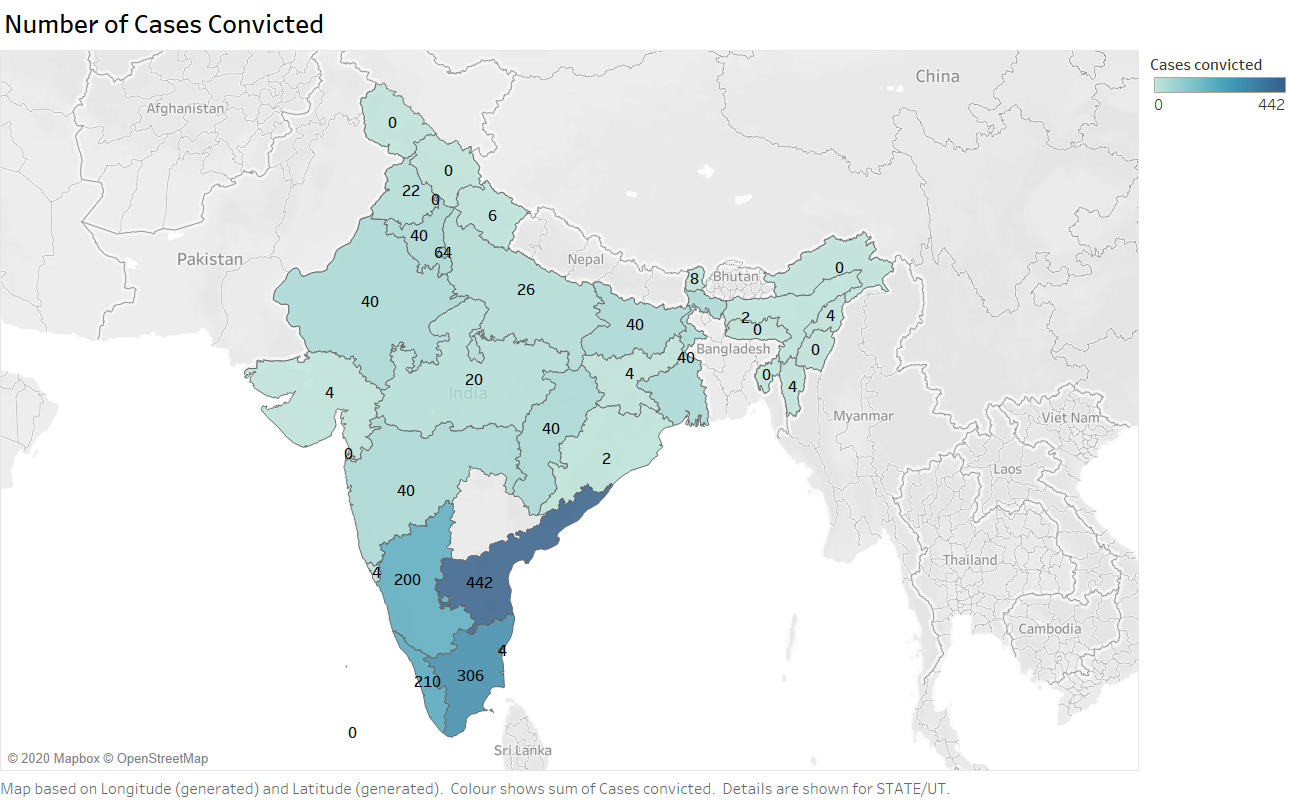 Number of Cases Convicted
Cases convicted
0 442
China
Afghanistan
0
0
22
0
6
40
64
Pakistan
Nepal
0
8
Bhutan
40
26
2
4
0
40
0
Bangladesh
40
4
0
4
20
India
4
Myanmar
Viet Nam
40
0
2
Laos
40
Thailand
4
200
442
Cambodia
4
210
306
0
Sri Lanka
© 2020 Mapbox © OpenStreetMap
Map based on Longitude (generated) and Latitude (generated). Colour shows sum of Cases convicted. Details are shown for STATE/UT.